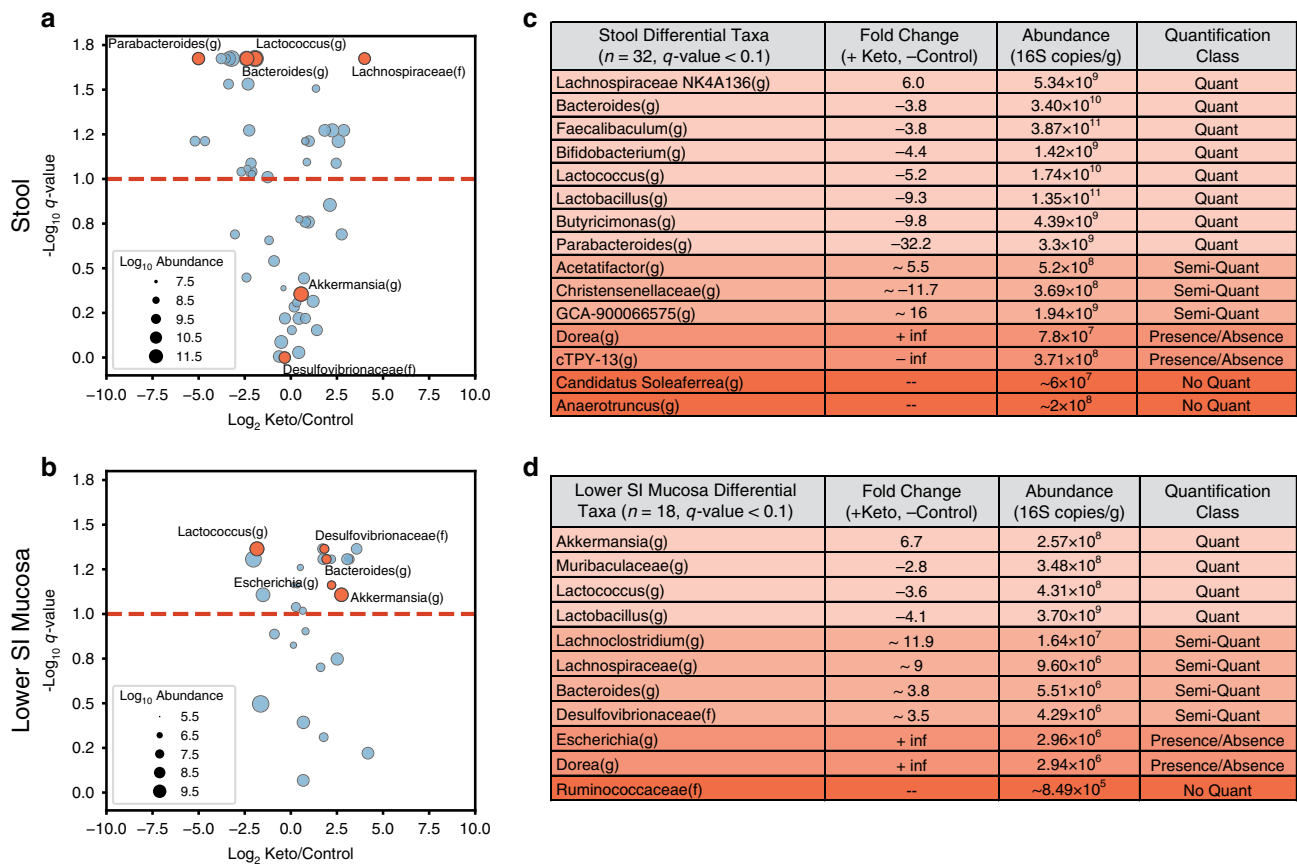 a
Stool
-Log10 q-value
1.8
1.5
1.2
1.0
0.8
0.5
0.2
0.0
Parabacteroides(g)
Lactococcus(g)
Bacteroides(g)
Lachnospiraceae(f)
Akkermansia(g)
Desulfovibrionaceae(f)
Log10 Abundance
7.5
8.5
9.5
10.5
11.5
−10.0 −7.5 −5.0 −2.5 0.0 2.5 5.0 7.5 10.0
Log2 Keto/Control
b
Lower SI Mucosa
-Log10 q-value
1.8
1.5
1.2
1.0
0.8
0.5
0.2
0.0
Lactococcus(g)
Desulfovibrionaceae(f)
Bacteroides(g)
Escherichia(g)
Akkermansia(g)
Log10 Abundance
5.5
6.5
7.5
8.5
9.5
−10.0 −7.5 −5.0 −2.5 0.0 2.5 5.0 7.5 10.0
Log2 Keto/Control
c
Stool Differential Taxa (n = 32, q-value < 0.1) Fold Change (+ Keto, –Control) Abundance (16S copies/g) Quantification Class
Lachnospiraceae NK4A136(g) 6.0 5.34×10^9 Quant
Bacteroides(g) –3.8 3.40×10^10 Quant
Faecalibaculum(g) –3.8 3.87×10^11 Quant
Bifidobacterium(g) –4.4 1.42×10^9 Quant
Lactococcus(g) –5.2 1.74×10^10 Quant
Lactobacillus(g) –9.3 1.35×10^11 Quant
Butyricimonas(g) –9.8 4.39×10^9 Quant
Parabacteroides(g) –32.2 3.3×10^9 Quant
Acetatifactor(g) ~ 5.5 5.2×10^8 Semi-Quant
Christensenellaceae(g) ~ –11.7 3.69×10^8 Semi-Quant
GCA-900066575(g) ~ 16 1.94×10^9 Semi-Quant
Dorea(g) + inf 7.8×10^7 Presence/Absence
cTPY-13(g) – inf 3.71×10^8 Presence/Absence
Candidatus Soleaferrea(g) -- ~6×10^7 No Quant
Anaerotruncus(g) -- ~2×10^8 No Quant
d
Lower SI Mucosa Differential Taxa (n = 18, q-value < 0.1) Fold Change (+Keto, –Control) Abundance (16S copies/g) Quantification Class
Akkermansia(g) 6.7 2.57×10^8 Quant
Muribaculaceae(g) –2.8 3.48×10^8 Quant
Lactococcus(g) –3.6 4.31×10^8 Quant
Lactobacillus(g) –4.1 3.70×10^9 Quant
Lachnoclostridium(g) ~ 11.9 1.64×10^7 Semi-Quant
Lachnospiraceae(g) ~ 9 9.60×10^6 Semi-Quant
Bacteroides(g) ~ 3.8 5.51×10^6 Semi-Quant
Desulfovibrionaceae(f) ~ 3.5 4.29×10^6 Semi-Quant
Escherichia(g) + inf 2.96×10^6 Presence/Absence
Dorea(g) + inf 2.94×10^6 Presence/Absence
Ruminococcaceae(f) -- ~8.49×10^5 No Quant